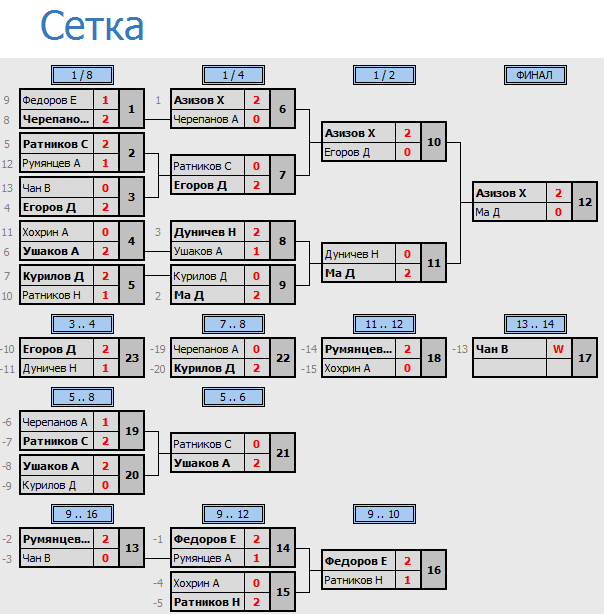 Сетка
1 / 8 1 / 4 1 / 2 ФИНАЛ
9 Федоров Е 1 1
8 Черепано... 2
1 Азизов Х 2 6
Черепанов А 0
5 Ратников С 2 2
12 Румянцев А 1
13 Чан В 0 3
4 Егоров Д 2
Ратников С 0 7
Егоров Д 2
Азизов Х 2 10
Егоров Д 0
11 Хохрин А 0 4
6 Ушаков А 2
3 Дуничев Н 2 8
Ушаков А 1
7 Курилов Д 2 5
10 Ратников Н 1
Курилов Д 0 9
2 Ма Д 2
Дуничев Н 0 11
Ма Д 2
Азизов Х 2 12
Ма Д 0
3 .. 4 7 .. 8 11 .. 12 13 .. 14
-10 Егоров Д 2 23
-11 Дуничев Н 1
-19 Черепанов А 0 22
-20 Курилов Д 2
-14 Румянцев... 2 18
-15 Хохрин А 0
-13 Чан В W 17
5 .. 8 5 .. 6
-6 Черепанов А 1 19
-7 Ратников С 2
-8 Ушаков А 2 20
-9 Курилов Д 0
Ратников С 0 21
Ушаков А 2
9 .. 16 9 .. 12 9 .. 10
-2 Румянцев... 2 13
-3 Чан В 0
-1 Федоров Е 2 14
Румянцев А 1
-4 Хохрин А 0 15
-5 Ратников Н 2
Федоров Е 2 16
Ратников Н 1